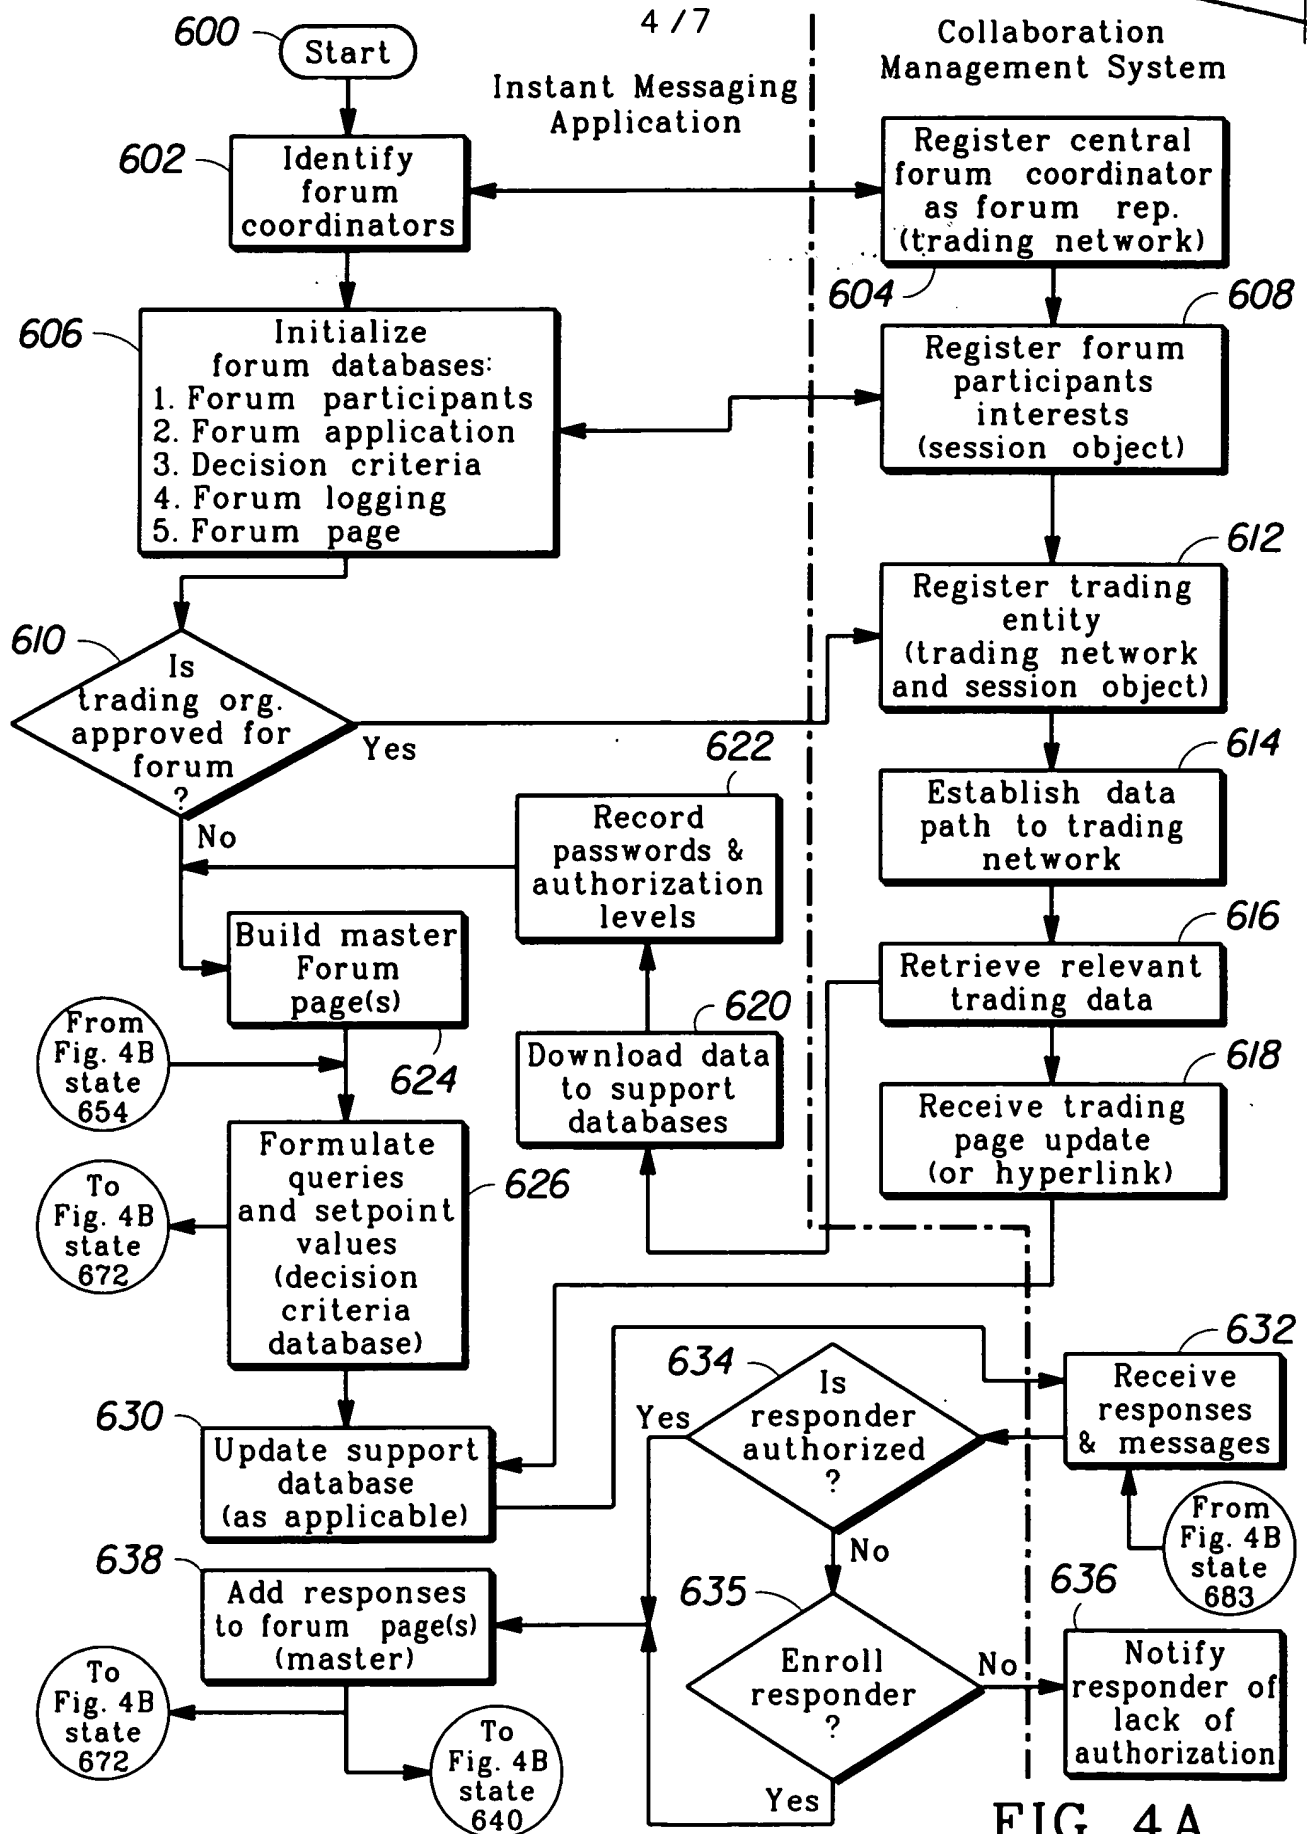 4/7
600
Start
Instant Messaging
Application
Collaboration
Management System
602
Identify
forum
coordinators
Register central
forum coordinator
as forum rep.
(trading network)
604
606
Initialize
forum databases:
1. Forum participants
2. Forum application
3. Decision criteria
4. Forum logging
5. Forum page
608
Register forum
participants
interests
(session object)
610
Is
trading org.
approved for
forum
?
Yes
No
612
Register trading
entity
(trading network
and session object)
614
Establish data
path to trading
network
616
Retrieve relevant
trading data
618
Receive trading
page update
(or hyperlink)
620
Download data
to support
databases
622
Record
passwords &
authorization
levels
Build master
Forum
page(s)
624
From
Fig. 4B
state
654
Formulate
queries
and setpoint
values
(decision
criteria
database)
626
To
Fig. 4B
state
672
630
Update support
database
(as applicable)
632
Receive
responses
& messages
From
Fig. 4B
state
683
634
Is
responder
authorized
?
Yes
No
635
Enroll
responder
?
No
Yes
636
Notify
responder of
lack of
authorization
638
Add responses
to forum page(s)
(master)
To
Fig. 4B
state
672
To
Fig. 4B
state
640
FIG. 4A